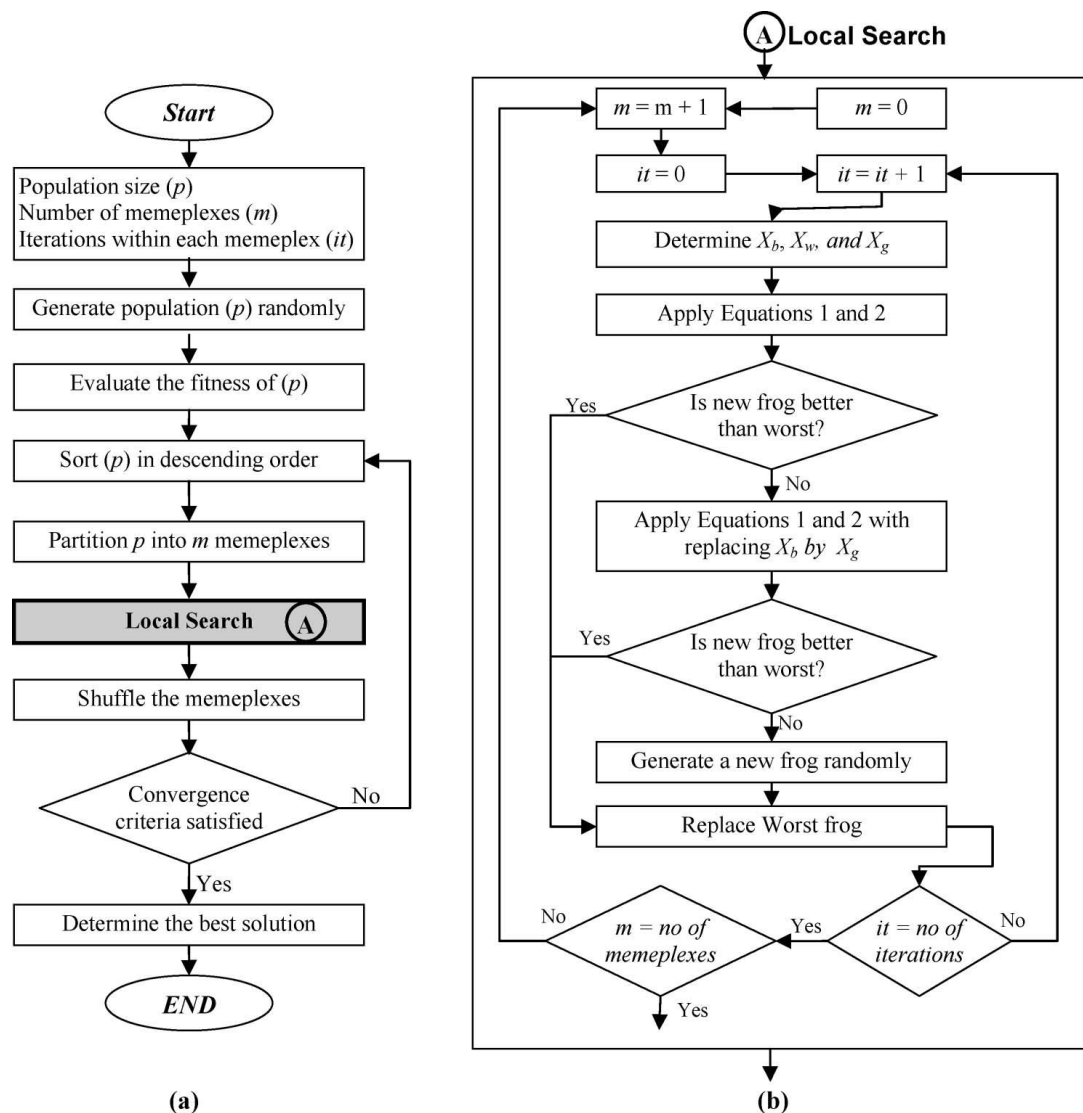 Start
Population size (p)
Number of memeplexes (m)
Iterations within each memeplex (it)
Generate population (p) randomly
Evaluate the fitness of (p)
Sort (p) in descending order
Partition p into m memeplexes
Local Search A
Shuffle the memeplexes
Convergence
criteria satisfied
No
Yes
Determine the best solution
END
(a)
A Local Search
m = m + 1
m = 0
it = 0
it = it + 1
Determine Xb, Xw, and Xg
Apply Equations 1 and 2
Is new frog better
than worst?
Yes
No
Apply Equations 1 and 2 with
replacing Xb by Xg
Is new frog better
than worst?
Yes
No
Generate a new frog randomly
Replace Worst frog
it = no of
iterations
No
Yes
m = no of
memeplexes
No
Yes
(b)